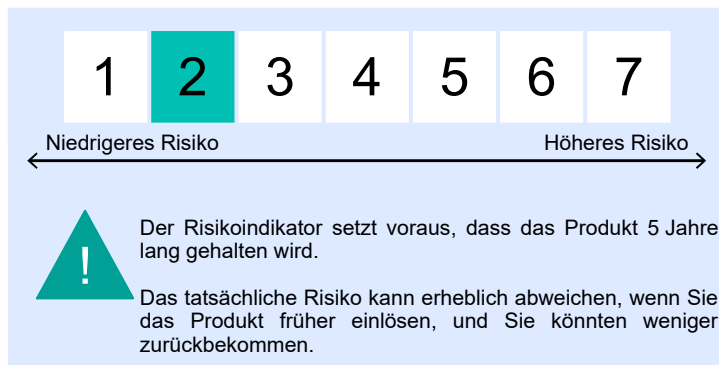 1 2 3 4 5 6 7
Niedrigeres Risiko Höheres Risiko
!
Der Risikoindikator setzt voraus, dass das Produkt 5 Jahre
lang gehalten wird.
Das tatsächliche Risiko kann erheblich abweichen, wenn Sie
das Produkt früher einlösen, und Sie könnten weniger
zurückbekommen.